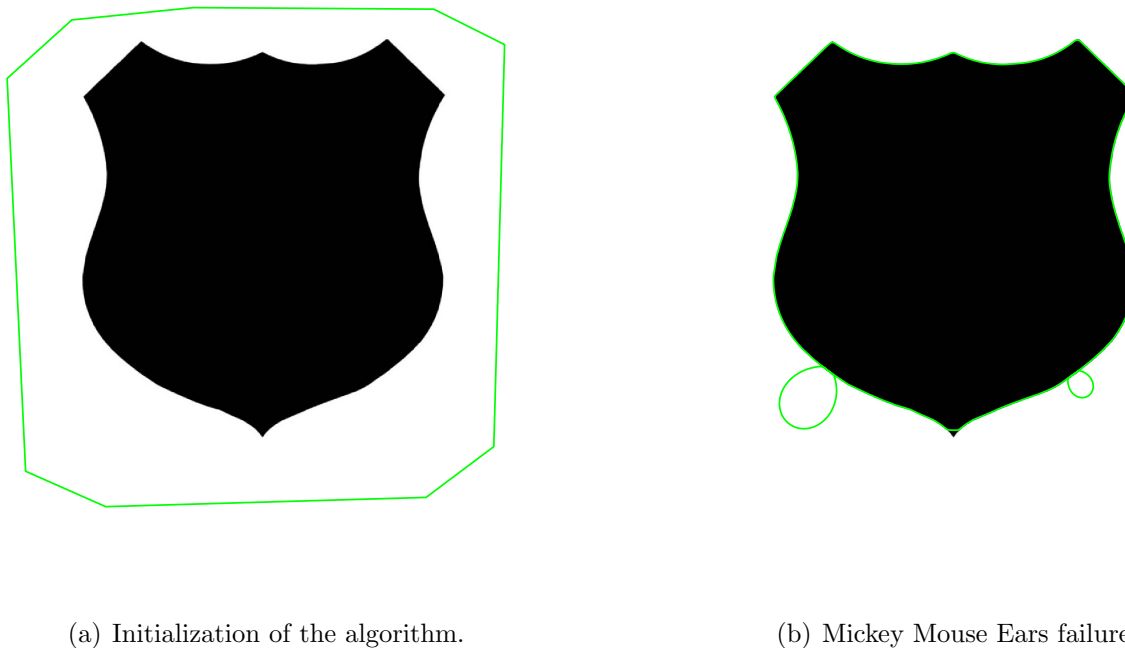 (a) Initialization of the algorithm.
(b) Mickey Mouse Ears failure